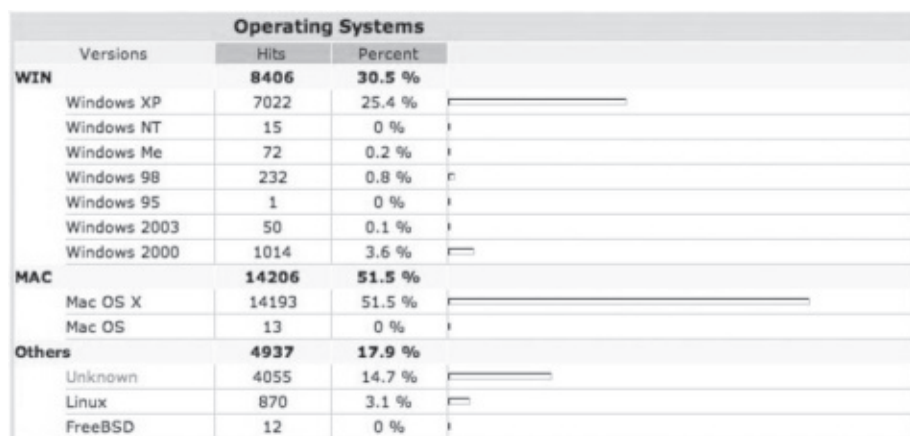 Operating Systems
Versions Hits Percent
WIN 8406 30.5 %
Windows XP 7022 25.4 %
Windows NT 15 0 %
Windows Me 72 0.2 %
Windows 98 232 0.8 %
Windows 95 1 0 %
Windows 2003 50 0.1 %
Windows 2000 1014 3.6 %
MAC 14206 51.5 %
Mac OS X 14193 51.5 %
Mac OS 13 0 %
Others 4937 17.9 %
Unknown 4055 14.7 %
Linux 870 3.1 %
FreeBSD 12 0 %